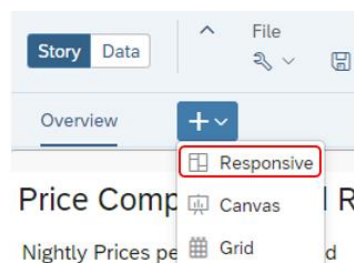 File
Story Data
Overview
Responsive
Price Comp R
Canvas
Nightly Prices pe d
Grid